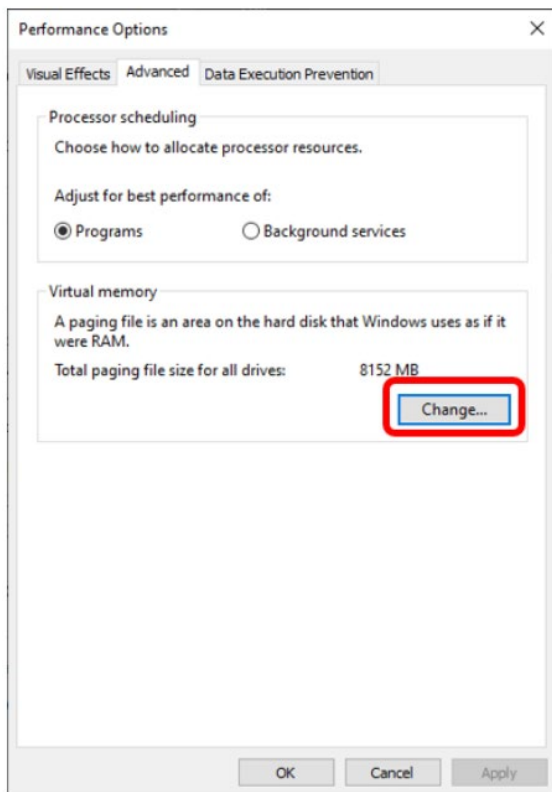 Performance Options
Visual Effects Advanced Data Execution Prevention
Processor scheduling
Choose how to allocate processor resources.
Adjust for best performance of:
Programs Background services
Virtual memory
A paging file is an area on the hard disk that Windows uses as if it
were RAM.
Total paging file size for all drives: 8152 MB
Change...
OK Cancel Apply